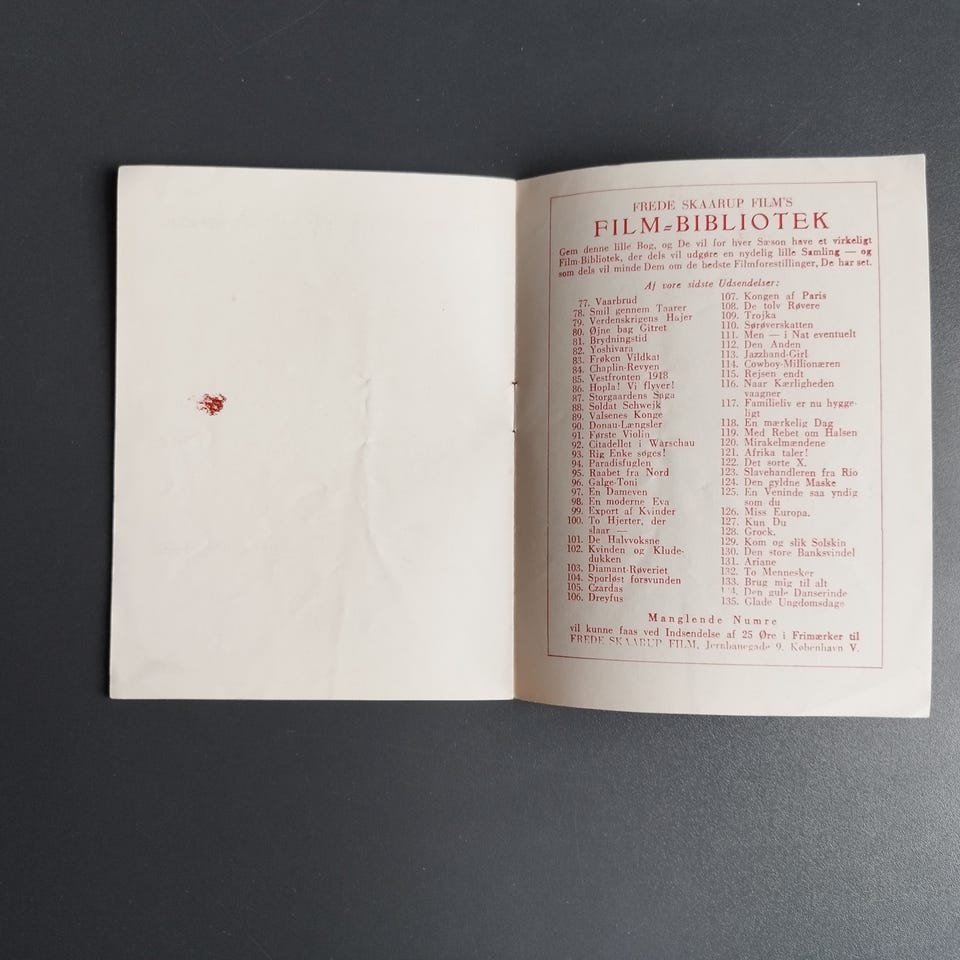 FREDE SKAARUP FILM'S
FILM-BIBLIOTEK
Gem denne lille Bog, og De vil for hver Sæson have et virkeligt
Film-Bibliotek, der dels vil udgøre en nydelig lille Samling — og
som dels vil minde Dem om de bedste Filmforestillinger, De har set.
Af vore sidste Udsendelser:
77. Vaarbrud
78. Smil gennem Taarer
79. Verdenskrigens Hajer
80. Øjne bag Gitret
81. Brydningstid
82. Yoshivara
83. Frøken Vildkat
84. Chaplin-Revyen
85. Vestfronten 1918
86. Hopla! Vi flyver!
87. Storgaardens Saga
88. Soldat Schwejk
89. Valsenes Konge
90. Donau-Længsler
91. Første Violin
92. Citadellet i Warschau
93. Rig Enke søges!
94. Paradisfuglen
95. Raabet fra Nord
96. Galge-Toni
97. En Dameven
98. En moderne Eva
99. Export af Kvinder
100. To Hjerter, der
slaar —
101. De Halvvoksne
102. Kvinden og Klude-
dukken
103. Diamant-Røveriet
104. Sporløst forsvunden
105. Czardas
106. Dreyfus
107. Kongen af Paris
108. De tolv Røvere
109. Trojka
110. Sørøverskatten
111. Men — i Nat eventuelt
112. Den Anden
113. Jazzband-Girl
114. Cowboy-Millionæren
115. Rejsen endt
116. Naar Kærligheden
vaagner
117. Familieliv er nu hygge-
ligt
118. En mærkelig Dag
119. Med Rebet om Halsen
120. Mirakelmændene
121. Afrika taler!
122. Det sorte X.
123. Slavehandleren fra Rio
124. Den gyldne Maske
125. En Veninde saa yndig
som du
126. Miss Europa.
127. Kun Du
128. Grock.
129. Kom og slik Solskin
130. Den store Banksvindel
131. Ariane
132. To Mennesker
133. Brug mig til alt
134. Den gule Danserinde
135. Glade Ungdomsdage
Manglende Numre
vil kunne faas ved Indsendelse af 25 Øre i Frimærker til
FREDE SKAARUP FILM, Jernbanegade 9, København V.